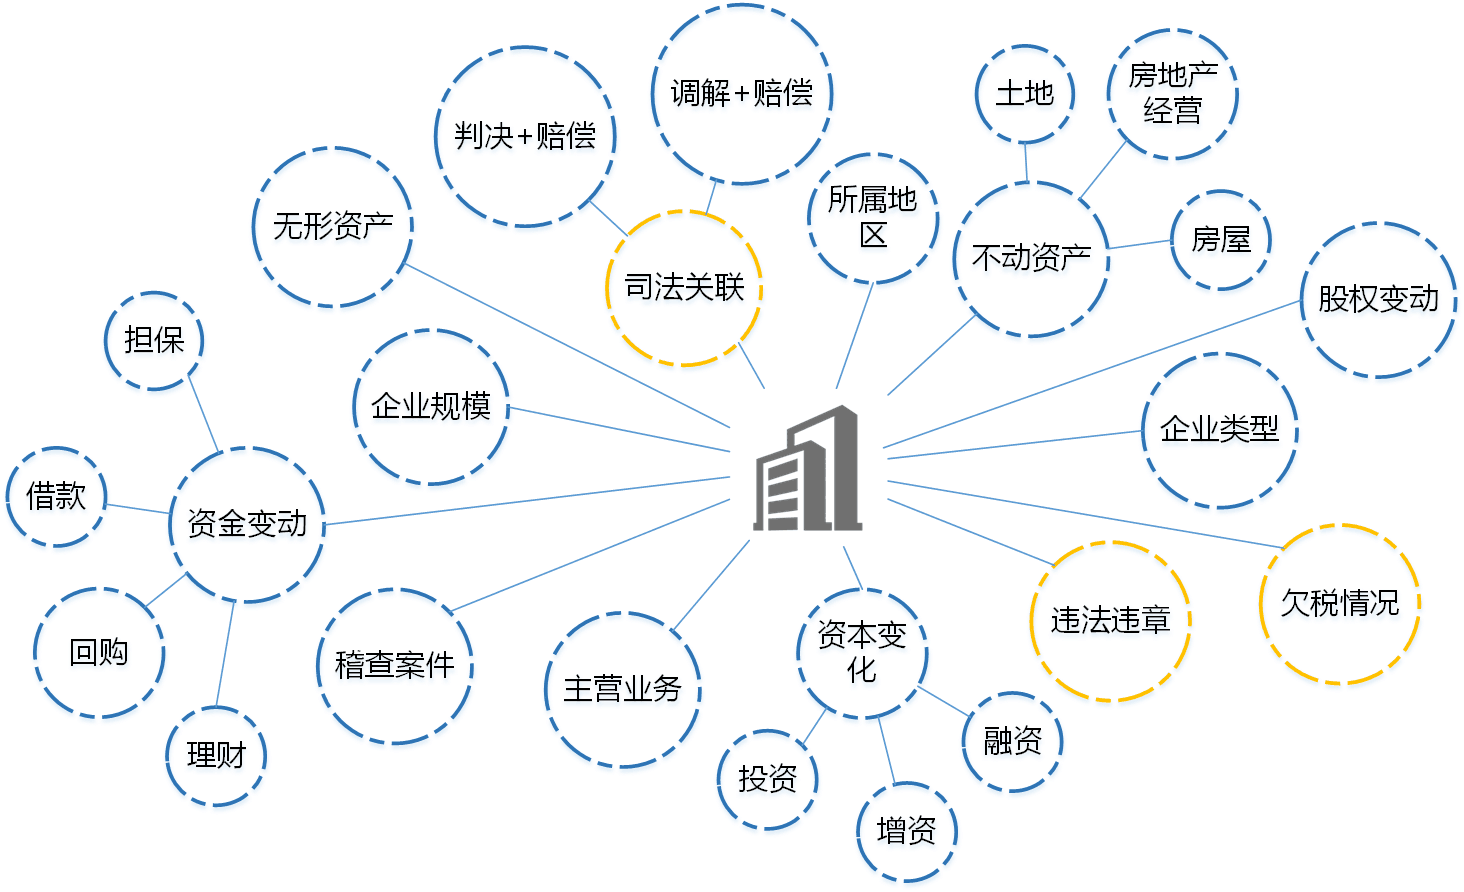 调解+赔偿
判决+赔偿
土地
房地产
经营
无形资产
所属地
区
房屋
不动资产
司法关联
股权变动
担保
企业规模
企业类型
借款
资金变动
欠税情况
违法违章
资本变
化
回购
稽查案件
主营业务
融资
理财
投资
增资